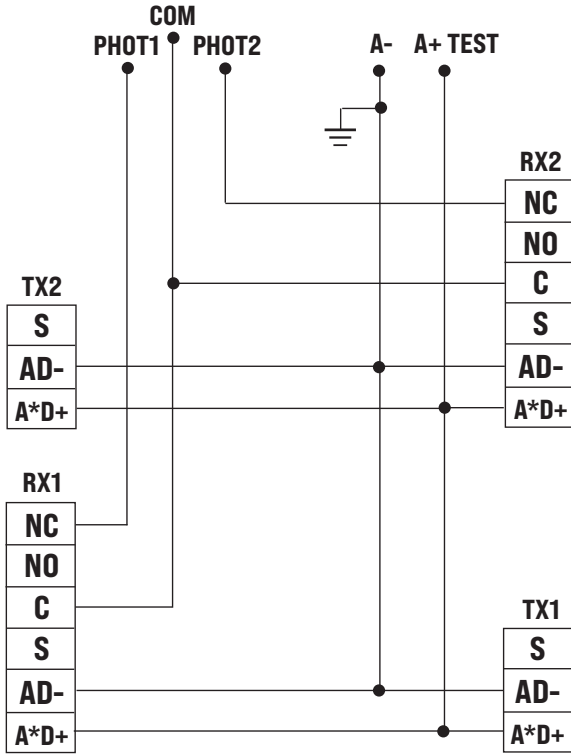 COM
PHOT1 PHOT2 A- A+ TEST
RX2
NC
NO
C
S
AD-
A*D+
TX2
S
AD-
A*D+
RX1
NC
NO
C
S
AD-
A*D+
TX1
S
AD-
A*D+